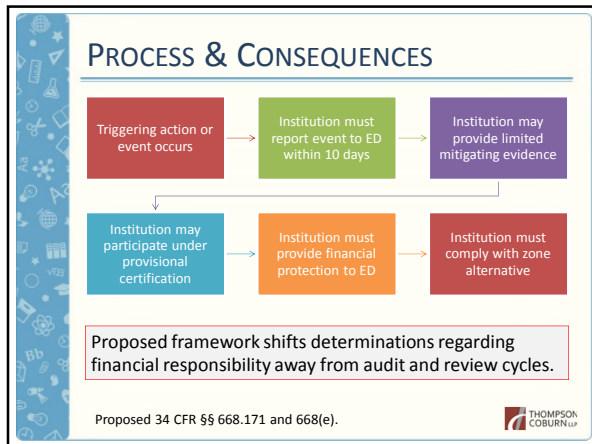 PROCESS & CONSEQUENCES
Triggering action or
event occurs
Institution must
report event to ED
within 10 days
Institution may
provide limited
mitigating evidence
Institution may
participate under
provisional
certification
Institution must
provide financial
protection to ED
Institution must
comply with zone
alternative
Proposed framework shifts determinations regarding
financial responsibility away from audit and review cycles.
Proposed 34 CFR §§ 668.171 and 668(e).
THOMPSON
COBURN LLP